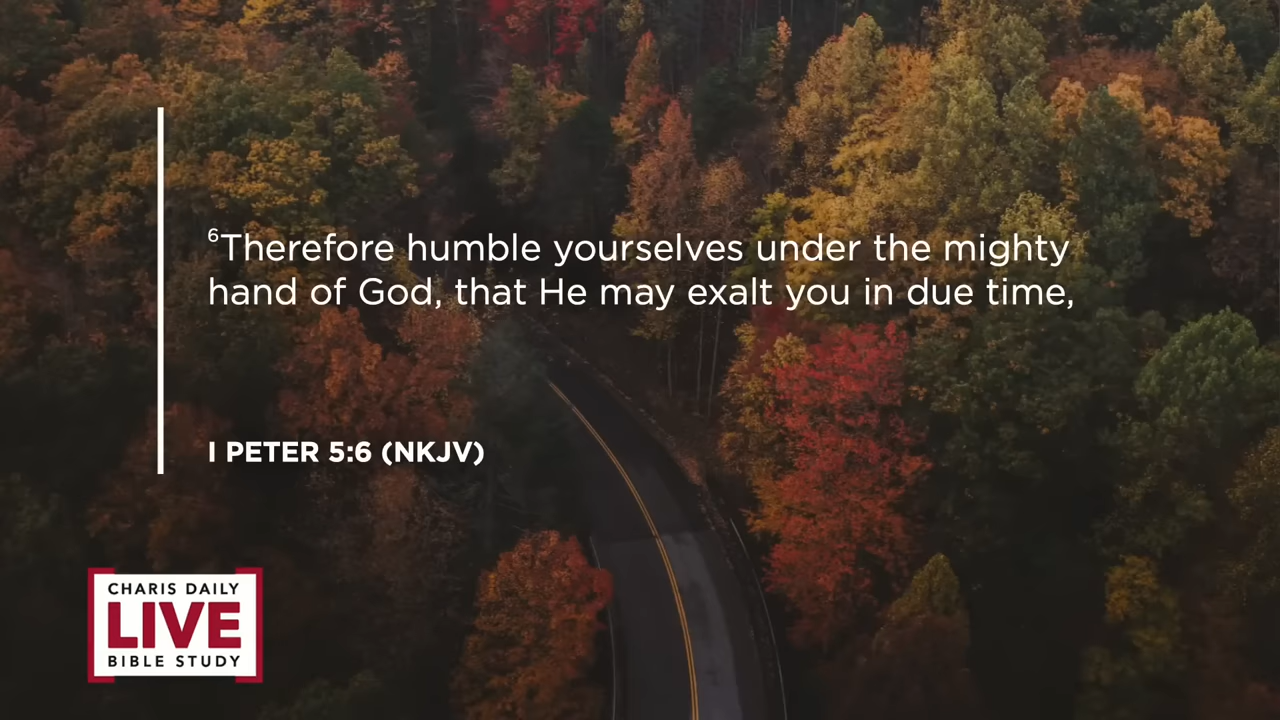 ⁶Therefore humble yourselves under the mighty
hand of God, that He may exalt you in due time,
I PETER 5:6 (NKJV)
CHARIS DAILY
LIVE
BIBLE STUDY